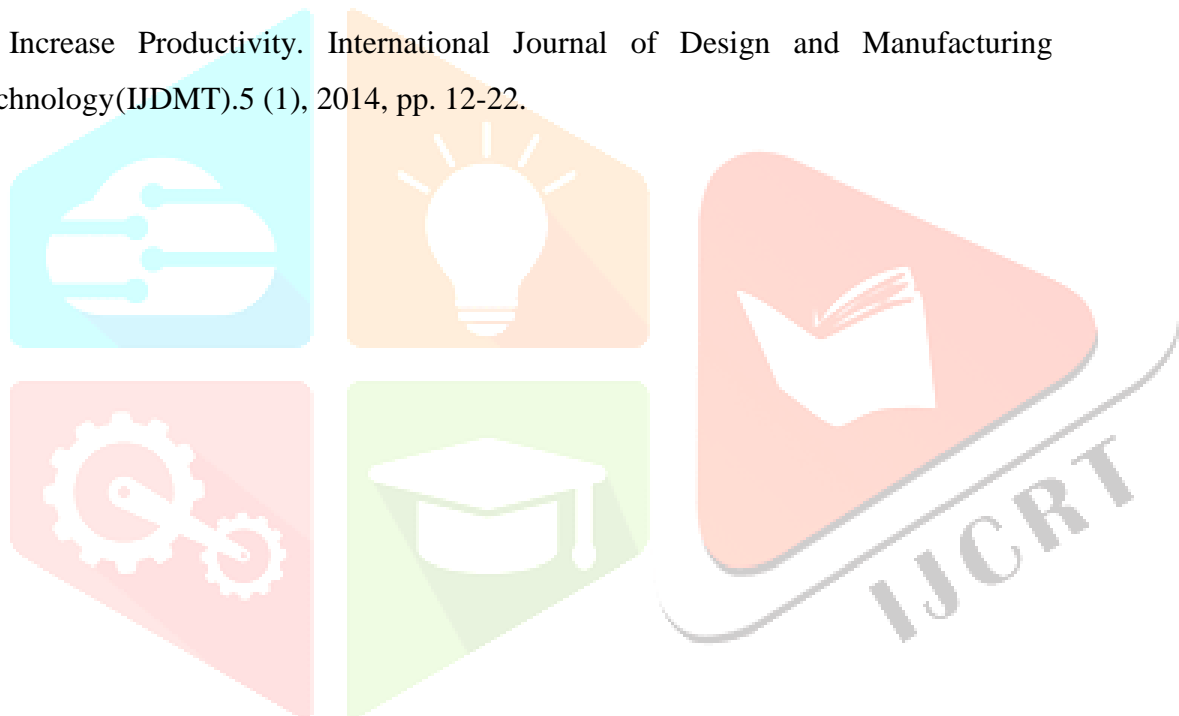 Increase Productivity. International Journal of Design and Manufacturing
chnology(IJDMT).5 (1), 2014, pp. 12-22.
IJCRT